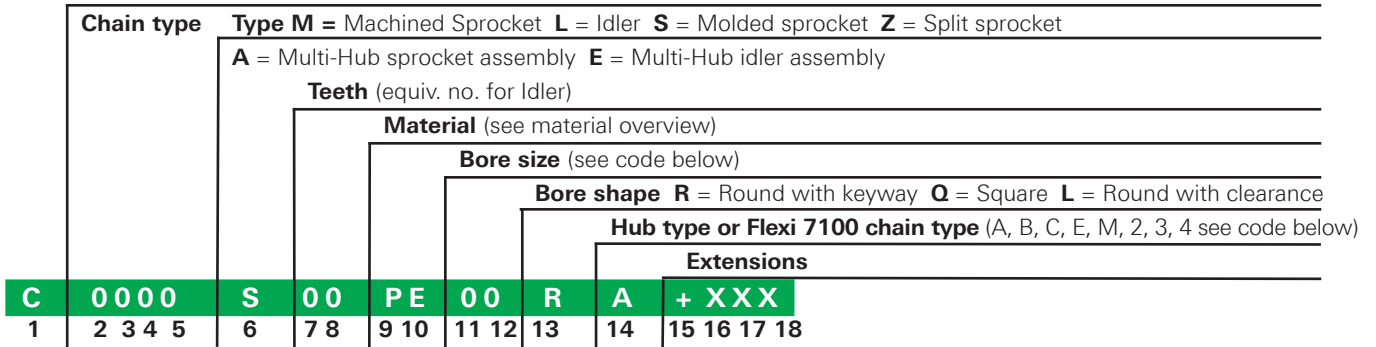 Chain type Type M = Machined Sprocket L = Idler S = Molded sprocket Z = Split sprocket
A = Multi-Hub sprocket assembly E = Multi-Hub idler assembly
Teeth (equiv. no. for Idler)
Material (see material overview)
Bore size (see code below)
Bore shape R = Round with keyway Q = Square L = Round with clearance
Hub type or Flexi 7100 chain type (A, B, C, E, M, 2, 3, 4 see code below)
Extensions
C 0000 S 00 PE 00 R A + XXX
1 2 3 4 5 6 7 8 9 10 11 12 13 14 15 16 17 18